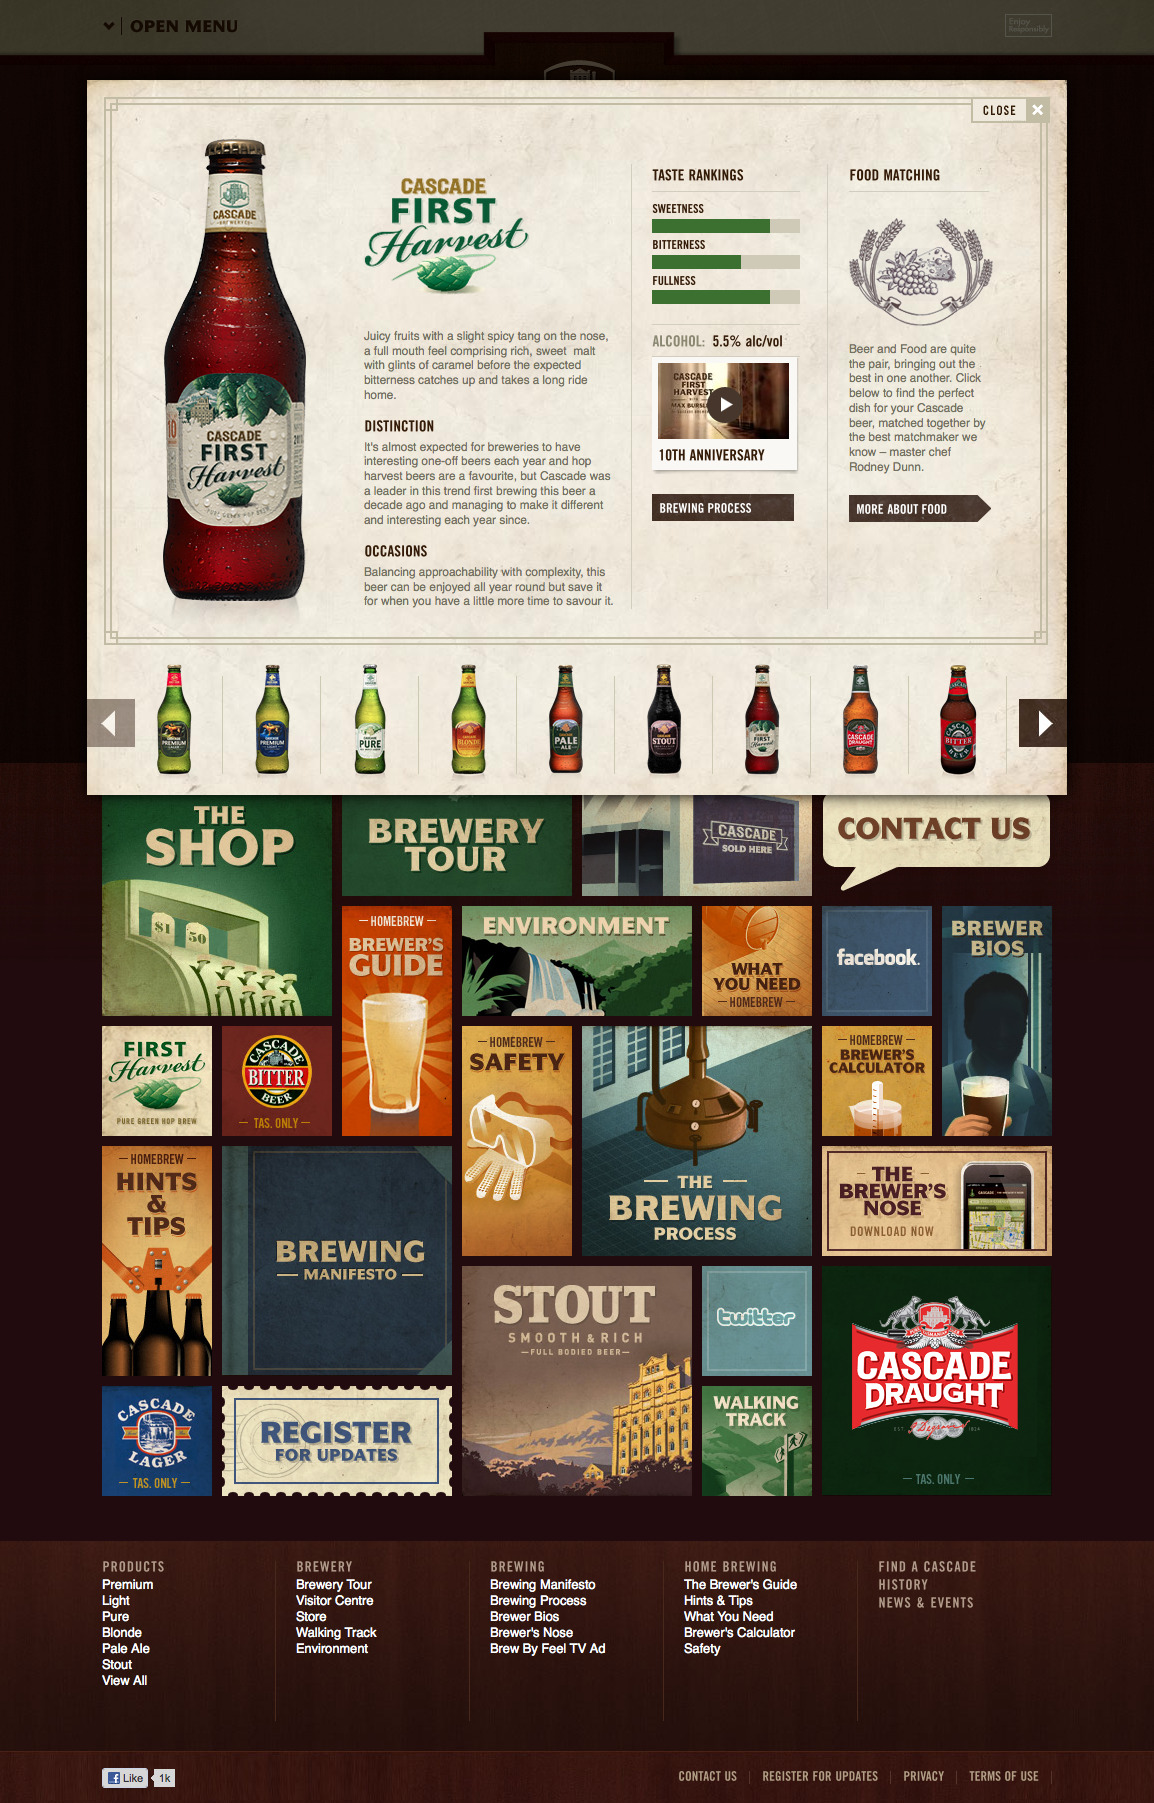 OPEN MENU
Enjoy
Responsibly
CLOSE
CASCADE
FIRST
Harvest
Juicy fruits with a slight spicy tang on the nose,
a full mouth feel comprising rich, sweet malt
with glints of caramel before the expected
bitterness catches up and takes a long ride
home.
DISTINCTION
It's almost expected for breweries to have
interesting one-off beers each year and hop
harvest beers are a favourite, but Cascade was
a leader in this trend first brewing this beer a
decade ago and managing to make it different
and interesting each year since.
OCCASIONS
Balancing approachability with complexity, this
beer can be enjoyed all year round but save it
for when you have a little more time to savour it.
CASCADE
CASCADE
FIRST
Harvest
TASTE RANKINGS
SWEETNESS
BITTERNESS
FULLNESS
ALCOHOL: 5.5% alc/vol
CASCADE
FIRST
HARVEST
10TH ANNIVERSARY
BREWING PROCESS
FOOD MATCHING
Beer and Food are quite
the pair, bringing out the
best in one another. Click
below to find the perfect
dish for your Cascade
beer, matched together by
the best matchmaker we
know – master chef
Rodney Dunn.
MORE ABOUT FOOD
PREMIUM
PREMIUM
PURE
BLONDE
PALE
ALE
STOUT
FIRST
Harvest
CASCADE
DRAUGHT
CASCADE
BITTER
BEER
THE
SHOP
$1
50
BREWERY
TOUR
CASCADE
SOLD HERE
CONTACT US
HOMEBREW
BREWER'S
GUIDE
ENVIRONMENT
WHAT
YOU NEED
HOMEBREW
facebook.
BREWER
BIOS
FIRST
Harvest
PURE GREEN HOP BREW
CASCADE
BITTER
BEER
TAS. ONLY
HOMEBREW
SAFETY
THE
BREWING
PROCESS
HOMEBREW
BREWER'S
CALCULATOR
HOMEBREW
HINTS
&
TIPS
BREWING
MANIFESTO
THE
BREWER'S
NOSE
DOWNLOAD NOW
STOUT
SMOOTH & RICH
FULL BODIED BEER
twitter
CASCADE
DRAUGHT
TAS. ONLY
CASCADE
LAGER
TAS. ONLY
REGISTER
FOR UPDATES
WALKING
TRACK
PRODUCTS
Premium
Light
Pure
Blonde
Pale Ale
Stout
View All
BREWERY
Brewery Tour
Visitor Centre
Store
Walking Track
Environment
BREWING
Brewing Manifesto
Brewing Process
Brewer Bios
Brewer's Nose
Brew By Feel TV Ad
HOME BREWING
The Brewer's Guide
Hints & Tips
What You Need
Brewer's Calculator
Safety
FIND A CASCADE
HISTORY
NEWS & EVENTS
Like 1k
CONTACT US
REGISTER FOR UPDATES
PRIVACY
TERMS OF USE